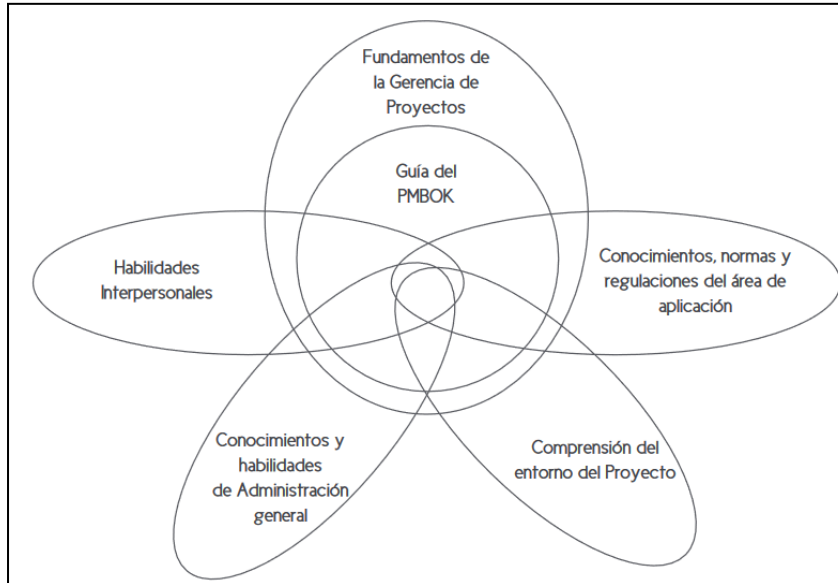 Fundamentos de
la Gerencia de
Proyectos
Guía del
PMBOK
Habilidades
Interpersonales
Conocimientos, normas y
regulaciones del área de
aplicación
Conocimientos y
habilidades
de Administración
general
Comprensión del
entorno del Proyecto